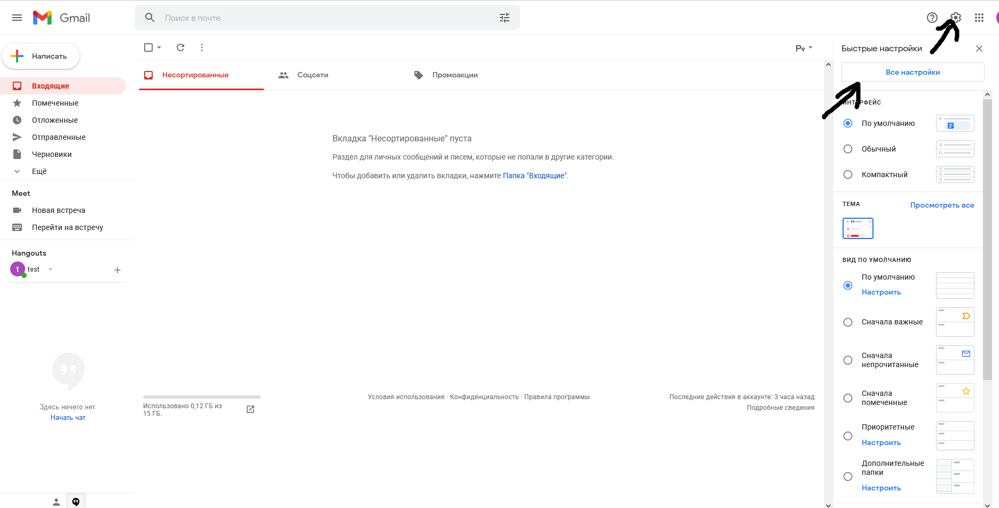 Gmail
Поиск в почте
Написать
Входящие
Помеченные
Отложенные
Отправленные
Черновики
Ещё
Meet
Новая встреча
Перейти на встречу
Hangouts
t
test
Здесь ничего нет.
Начать чат
Ру
Несортированные
Соцсети
Промоакции
Вкладка "Несортированные" пуста
Раздел для личных сообщений и писем, которые не попали в другие категории.
Чтобы добавить или удалить вкладки, нажмите Папка "Входящие".
Использовано 0,12 ГБ из
15 ГБ.
Условия использования · Конфиденциальность · Правила программы
Последние действия в аккаунте: 3 часа назад
Подробные сведения
Быстрые настройки
Все настройки
ИНТЕРФЕЙС
По умолчанию
Обычный
Компактный
ТЕМА
Просмотреть все
Gmail
ВИД ПО УМОЛЧАНИЮ
По умолчанию
Настроить
Сначала важные
Сначала
непрочитанные
Сначала
помеченные
Приоритетные
Настроить
Дополнительные
папки
Настроить